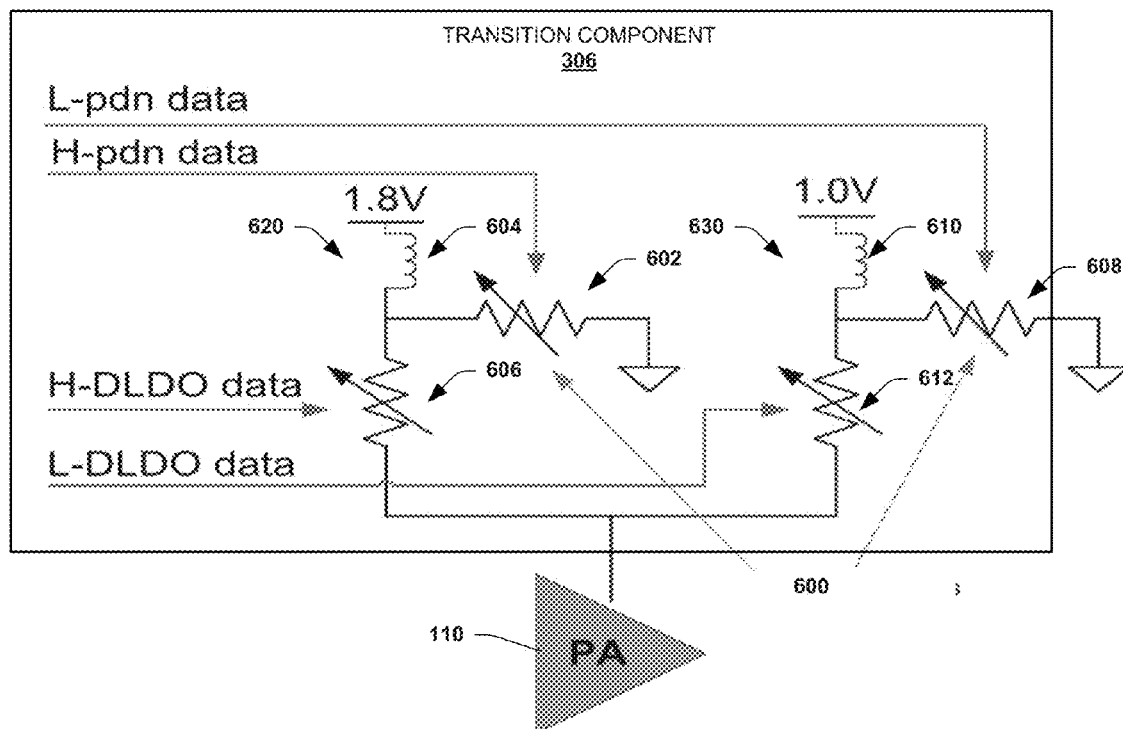 TRANSITION COMPONENT
306
L-pdn data
H-pdn data
1.8V
1.0V
620
604
630
610
602
608
H-DLDO data
606
612
L-DLDO data
600
110
PA